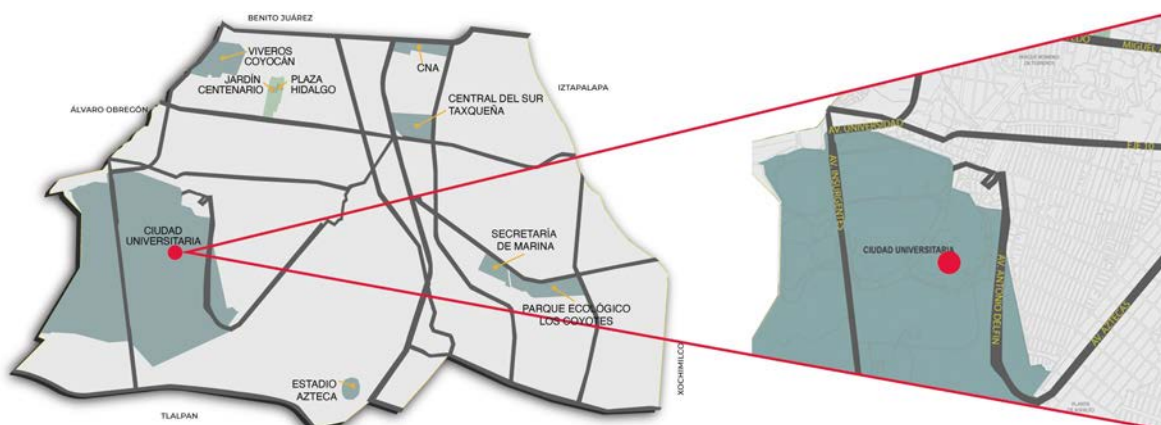 BENITO JUÁREZ
VIVEROS
COYOCÁN
CNA
JARDÍN
CENTENARIO
PLAZA
HIDALGO
IZTAPALAPA
ÁLVARO OBREGÓN
CENTRAL DEL SUR
TAXQUEÑA
CIUDAD
UNIVERSITARIA
SECRETARÍA
DE MARINA
PARQUE ECOLÓGICO
LOS COYOTES
XOCHIMILCO
ESTADIO
AZTECA
TLALPAN
AV. UNIVERSIDAD
AV. INSURGENTES
EJE 10
CIUDAD UNIVERSITARIA
AV. ANTONIO DELFIN
AV. AZTECAS